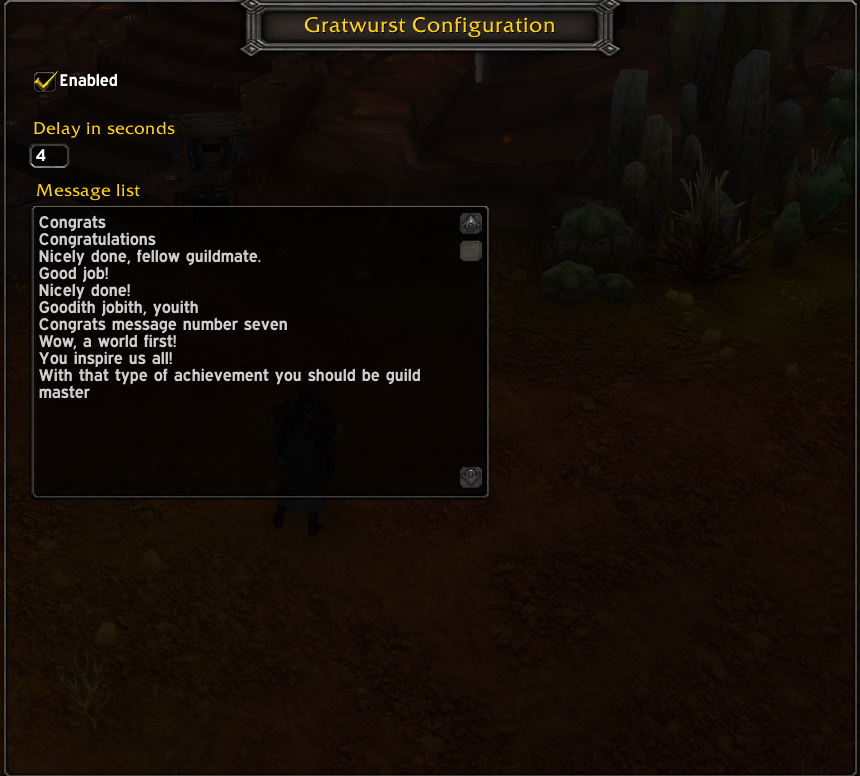 Gratwurst Configuration
Enabled
Delay in seconds
4
Message list
Congrats
Congratulations
Nicely done, fellow guildmate.
Good job!
Nicely done!
Goodith jobith, youith
Congrats message number seven
Wow, a world first!
You inspire us all!
With that type of achievement you should be guild
master